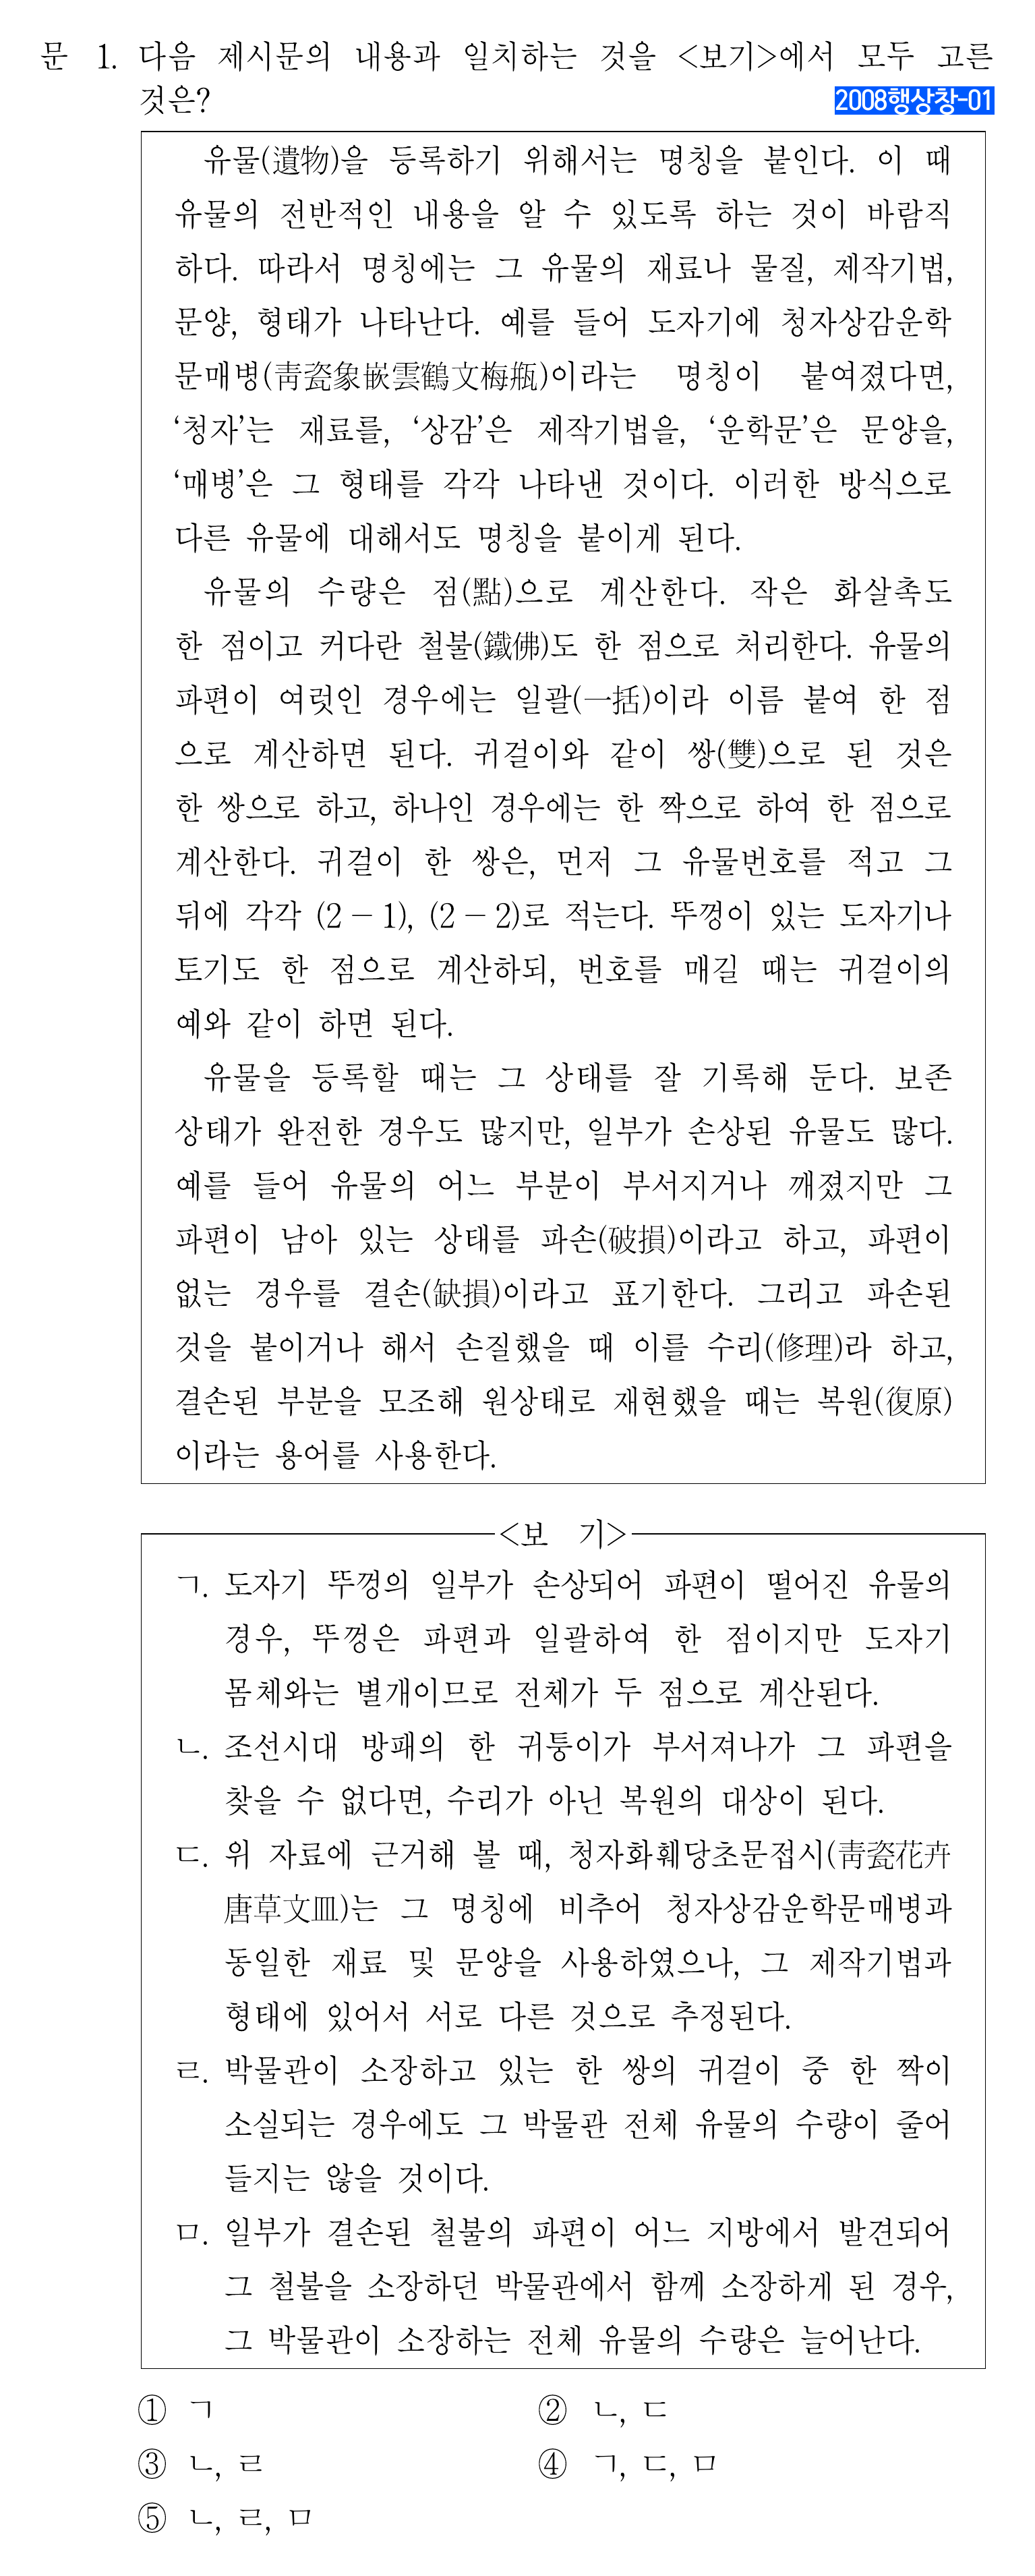 문 1. 다음 제시문의 내용과 일치하는 것을 <보기>에서 모두 고른
것은?
2008행상창-01
유물(遺物)을 등록하기 위해서는 명칭을 붙인다. 이 때
유물의 전반적인 내용을 알 수 있도록 하는 것이 바람직
하다. 따라서 명칭에는 그 유물의 재료나 물질, 제작기법,
문양, 형태가 나타난다. 예를 들어 도자기에 청자상감운학
문매병(靑瓷象嵌雲鶴文梅甁)이라는 명칭이 붙여졌다면,
‘청자’는 재료를, ‘상감’은 제작기법을, ‘운학문’은 문양을,
‘매병’은 그 형태를 각각 나타낸 것이다. 이러한 방식으로
다른 유물에 대해서도 명칭을 붙이게 된다.
유물의 수량은 점(點)으로 계산한다. 작은 화살촉도
한 점이고 커다란 철불(鐵佛)도 한 점으로 처리한다. 유물의
파편이 여럿인 경우에는 일괄(一括)이라 이름 붙여 한 점
으로 계산하면 된다. 귀걸이와 같이 쌍(雙)으로 된 것은
한 쌍으로 하고, 하나인 경우에는 한 짝으로 하여 한 점으로
계산한다. 귀걸이 한 쌍은, 먼저 그 유물번호를 적고 그
뒤에 각각 (2－1), (2－2)로 적는다. 뚜껑이 있는 도자기나
토기도 한 점으로 계산하되, 번호를 매길 때는 귀걸이의
예와 같이 하면 된다.
유물을 등록할 때는 그 상태를 잘 기록해 둔다. 보존
상태가 완전한 경우도 많지만, 일부가 손상된 유물도 많다.
예를 들어 유물의 어느 부분이 부서지거나 깨졌지만 그
파편이 남아 있는 상태를 파손(破損)이라고 하고, 파편이
없는 경우를 결손(缺損)이라고 표기한다. 그리고 파손된
것을 붙이거나 해서 손질했을 때 이를 수리(修理)라 하고,
결손된 부분을 모조해 원상태로 재현했을 때는 복원(復原)
이라는 용어를 사용한다.
<보 기>
ㄱ. 도자기 뚜껑의 일부가 손상되어 파편이 떨어진 유물의
경우, 뚜껑은 파편과 일괄하여 한 점이지만 도자기
몸체와는 별개이므로 전체가 두 점으로 계산된다.
ㄴ. 조선시대 방패의 한 귀퉁이가 부서져나가 그 파편을
찾을 수 없다면, 수리가 아닌 복원의 대상이 된다.
ㄷ. 위 자료에 근거해 볼 때, 청자화훼당초문접시(靑瓷花卉
唐草文皿)는 그 명칭에 비추어 청자상감운학문매병과
동일한 재료 및 문양을 사용하였으나, 그 제작기법과
형태에 있어서 서로 다른 것으로 추정된다.
ㄹ. 박물관이 소장하고 있는 한 쌍의 귀걸이 중 한 짝이
소실되는 경우에도 그 박물관 전체 유물의 수량이 줄어
들지는 않을 것이다.
ㅁ. 일부가 결손된 철불의 파편이 어느 지방에서 발견되어
그 철불을 소장하던 박물관에서 함께 소장하게 된 경우,
그 박물관이 소장하는 전체 유물의 수량은 늘어난다.
① ㄱ ② ㄴ, ㄷ
③ ㄴ, ㄹ ④ ㄱ, ㄷ, ㅁ
⑤ ㄴ, ㄹ, ㅁ